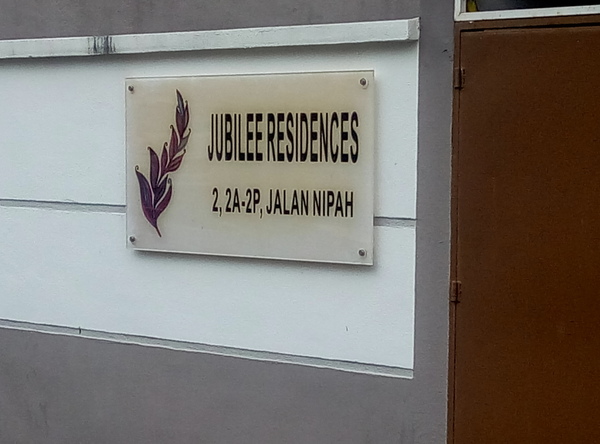 JUBILEE RESIDENCES
2, 2A-2P, JALAN NIPAH